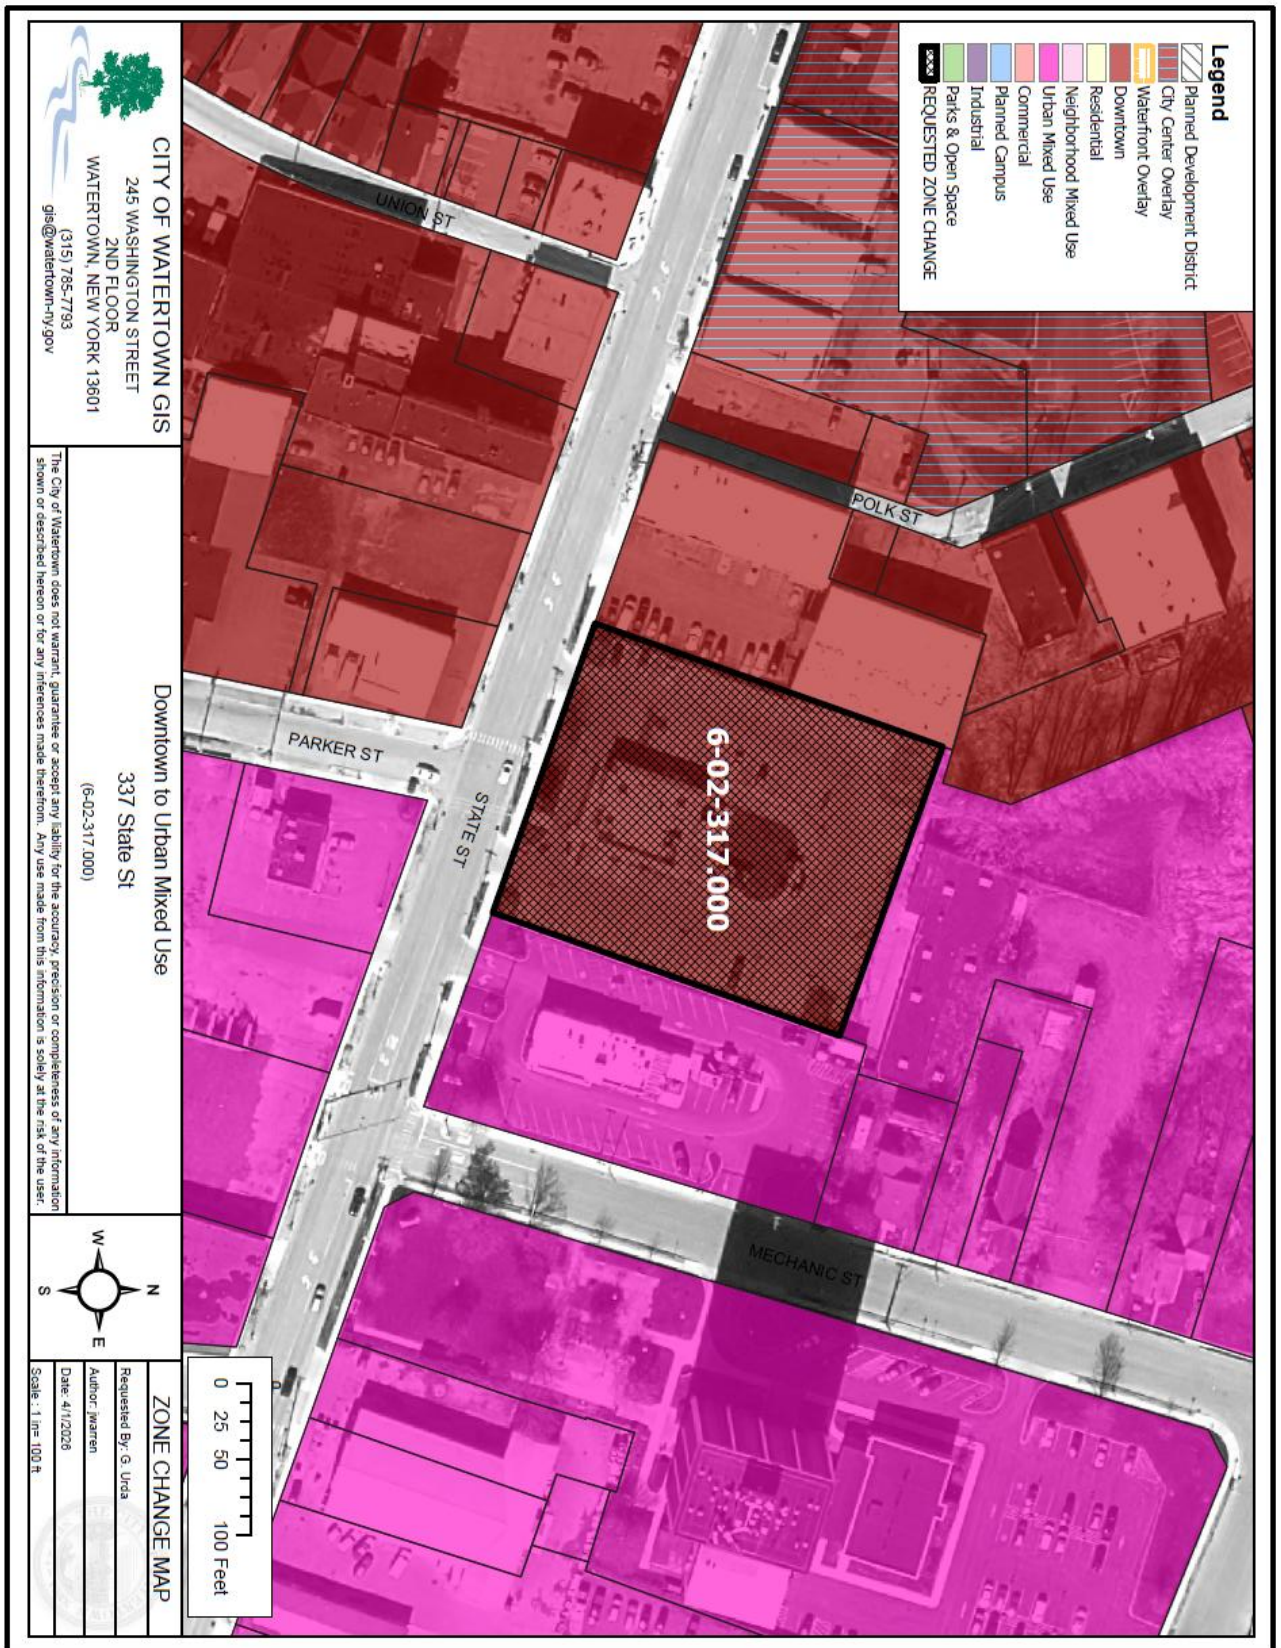 Legend
Planned Development District
City Center Overlay
Waterfront Overlay
Downtown
Residential
Neighborhood Mixed Use
Urban Mixed Use
Commercial
Planned Campus
Industrial
Parks & Open Space
REQUESTED ZONE CHANGE
UNION ST
POLK ST
6-02-317.000
PARKER ST
STATE ST
MECHANIC ST
0 25 50 100 Feet
CITY OF WATERTOWN GIS
245 WASHINGTON STREET
2ND FLOOR
WATERTOWN, NEW YORK 13601
(315) 785-7793
gis@watertown-ny.gov
Downtown to Urban Mixed Use
337 State St
(6-02-317.000)
The City of Watertown does not warrant, guarantee or accept any liability for the accuracy, precision or completeness of any information
shown or described hereon or for any inferences made therefrom. Any use made from this information is solely at the risk of the user.
N
W E
S
ZONE CHANGE MAP
Requested By: G. Urda
Author: jwarren
Date: 4/1/2026
Scale : 1 in= 100 ft